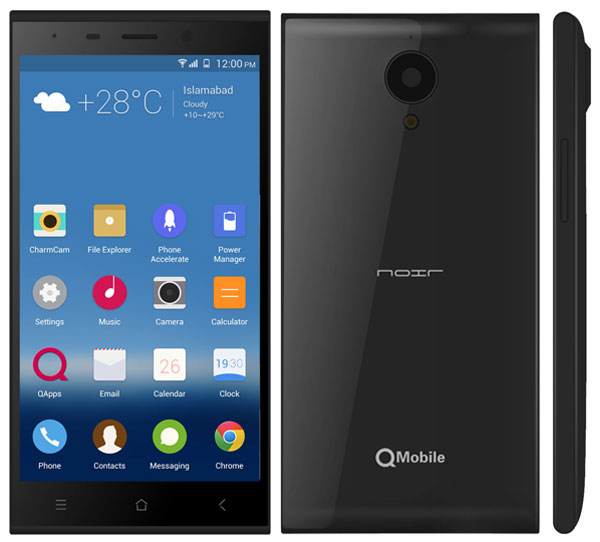 12:00 PM
+28°C
Islamabad
Cloudy
+10~+29°C
CharmCam
File Explorer
Phone Accelerate
Power Manager
Settings
Music
Camera
Calculator
26
19:30
QApps
Email
Calendar
Clock
Phone
Contacts
Messaging
Chrome
noir
QMobile